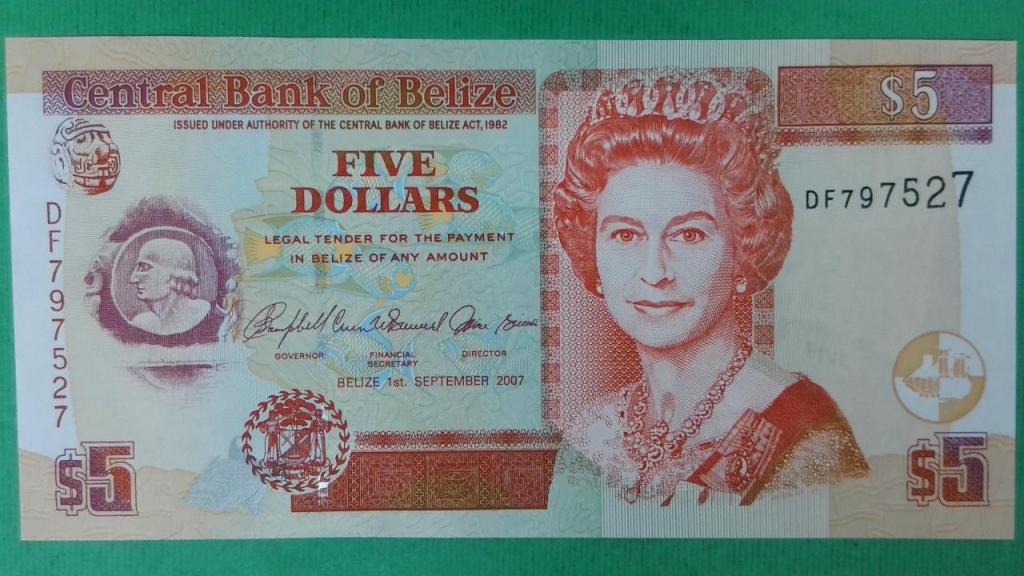 Central Bank of Belize
$5
ISSUED UNDER AUTHORITY OF THE CENTRAL BANK OF BELIZE ACT, 1982
FIVE
DOLLARS
DF797527
DF797527
LEGAL TENDER FOR THE PAYMENT
IN BELIZE OF ANY AMOUNT
GOVERNOR
FINANCIAL
SECRETARY
DIRECTOR
BELIZE 1st. SEPTEMBER 2007
$5
$5